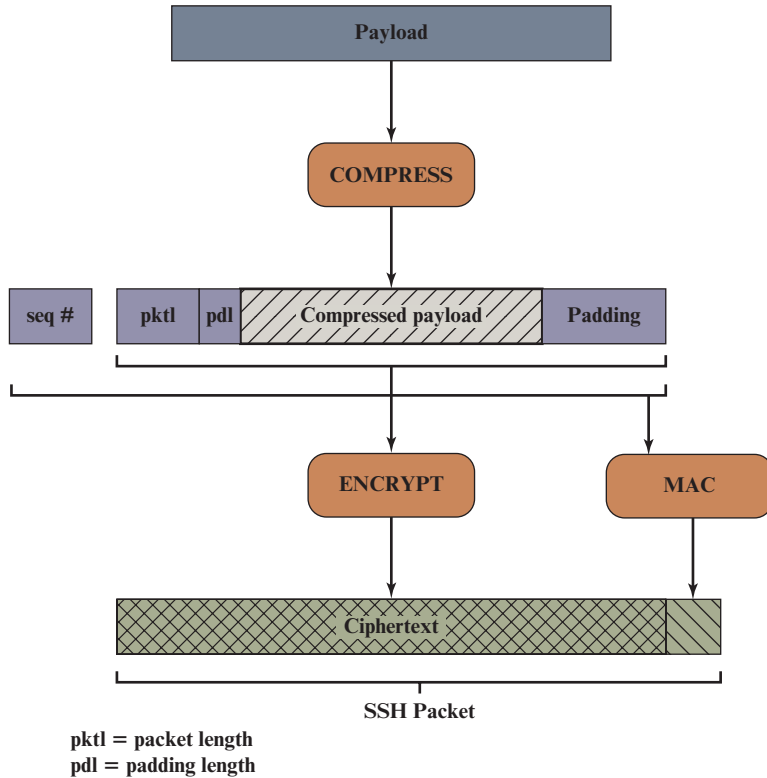 Payload
COMPRESS
seq # pktl pdl Compressed payload Padding
ENCRYPT MAC
Ciphertext
SSH Packet
pktl = packet length
pdl = padding length